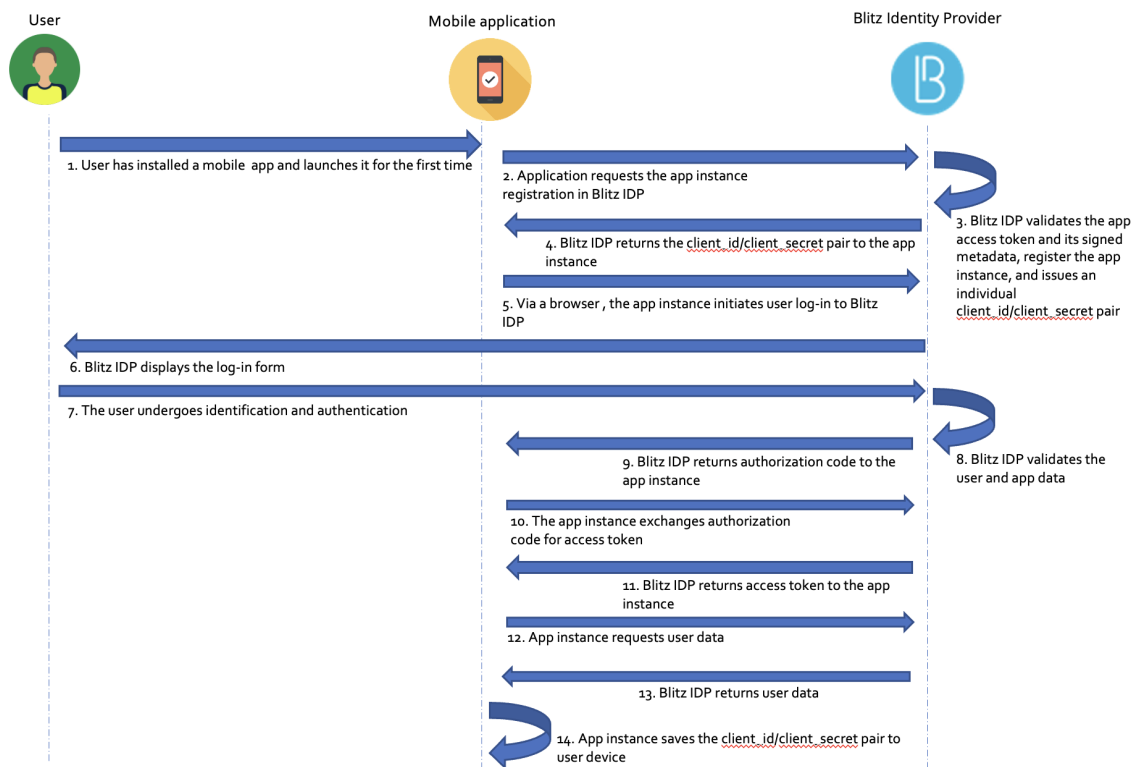 User
Mobile application
Blitz Identity Provider
1. User has installed a mobile app and launches it for the first time
2. Application requests the app instance
registration in Blitz IDP
3. Blitz IDP validates the app
access token and its signed
metadata, register the app
instance, and issues an
individual
client_id/client_secret pair
4. Blitz IDP returns the client_id/client_secret pair to the app
instance
5. Via a browser , the app instance initiates user log-in to Blitz
IDP
6. Blitz IDP displays the log-in form
7. The user undergoes identification and authentication
8. Blitz IDP validates the
user and app data
9. Blitz IDP returns authorization code to the
app instance
10. The app instance exchanges authorization
code for access token
11. Blitz IDP returns access token to the app
instance
12. App instance requests user data
13. Blitz IDP returns user data
14. App instance saves the client_id/client_secret pair to
user device